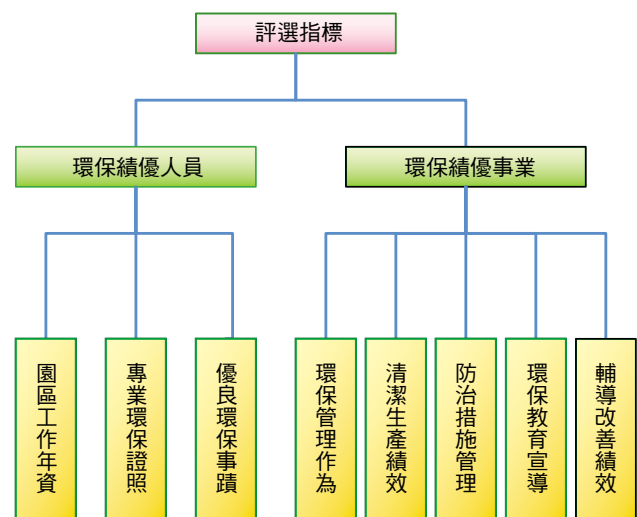 評選指標
環保績優人員
環保績優事業
園區工作年資
專業環保證照
優良環保事蹟
環保管理作為
清潔生產績效
防治措施管理
環保教育宣導
輔導改善績效